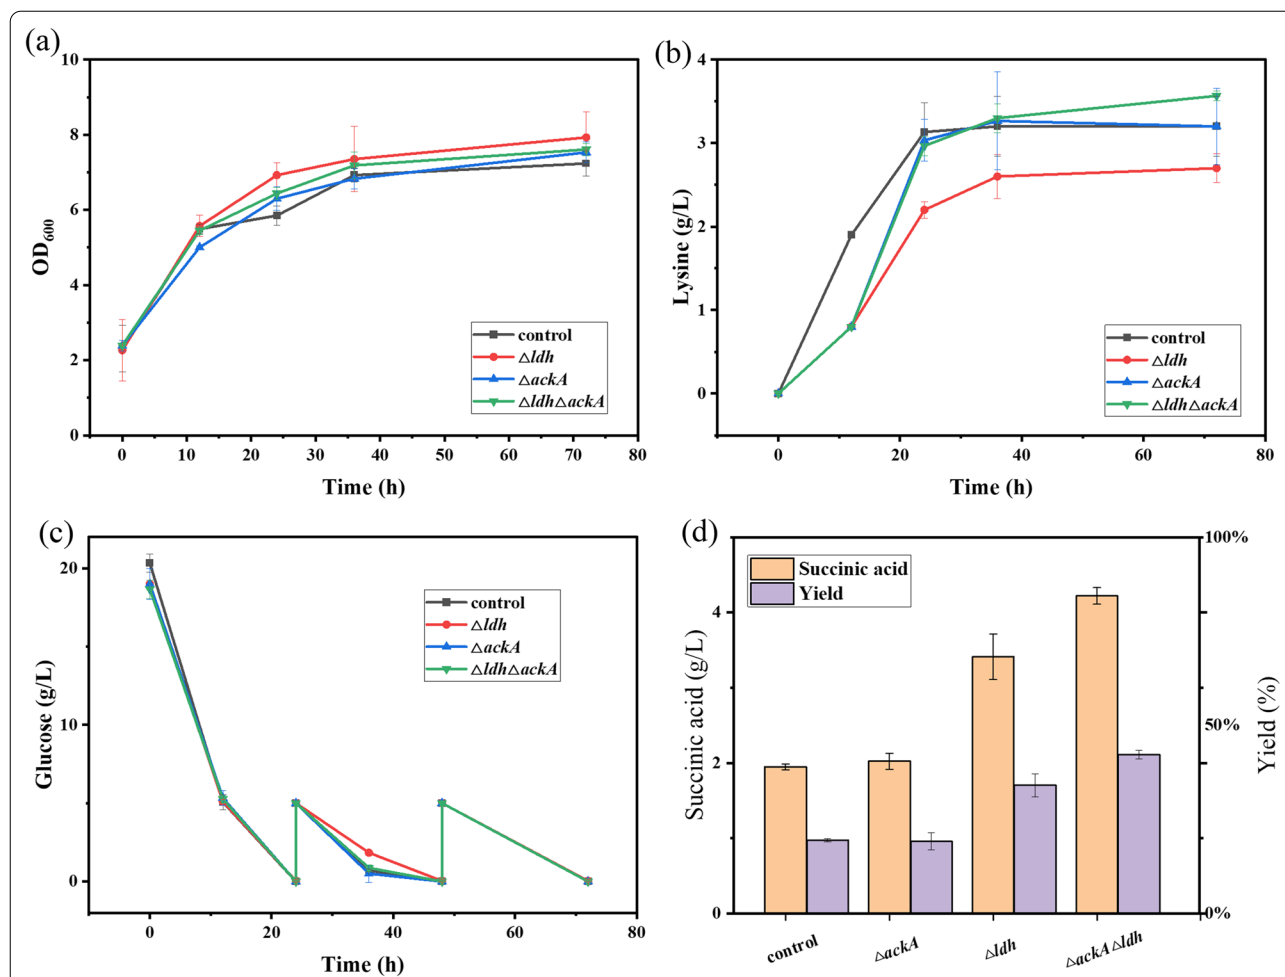 (a)
10
8
6
4
2
0
OD600
0 10 20 30 40 50 60 70 80
Time (h)
control
△ldh
△ackA
△ldh△ackA
(b)
4
3
2
1
0
Lysine (g/L)
0 20 40 60 80
Time (h)
control
△ldh
△ackA
△ldh△ackA
(c)
20
10
0
Glucose (g/L)
0 20 40 60 80
Time (h)
control
△ldh
△ackA
△ldh△ackA
(d)
Succinic acid
Yield
4
2
0
Succinic acid (g/L)
100%
50%
0%
Yield (%)
control
△ackA
△ldh
△ackA△ldh